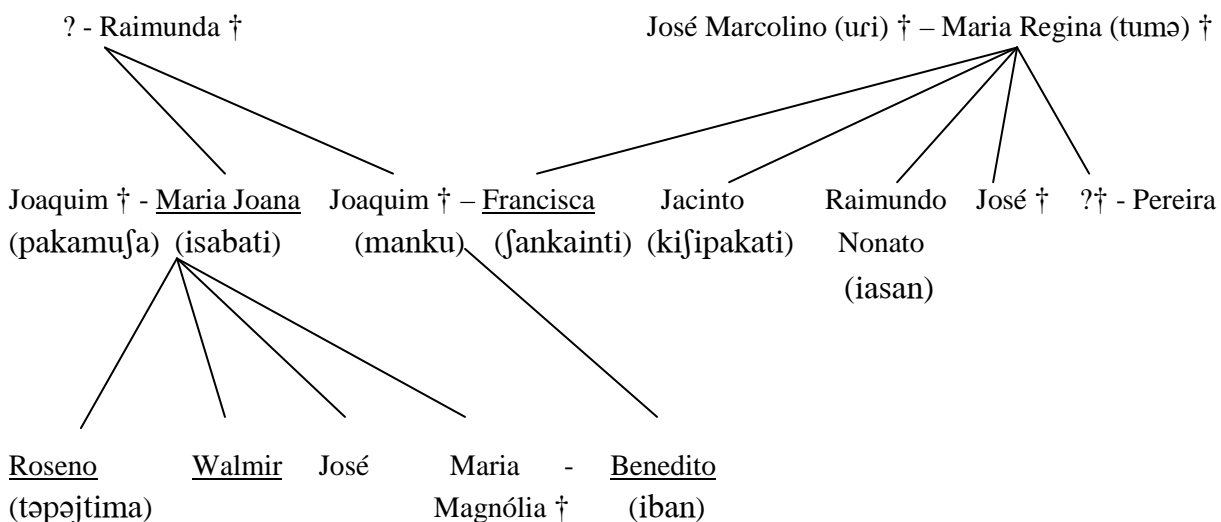 ? - Raimunda † José Marcolino (uɾi) † – Maria Regina (tumə) †
Joaquim † - Maria Joana Joaquim † – Francisca Jacinto Raimundo José † ?† - Pereira
(pakamuʃa) (isabati) (manku) (ʃankainti) (kiʃipakati) Nonato
(iasan)
Roseno Walmir José Maria - Benedito
(təpəjtima) Magnólia † (iban)